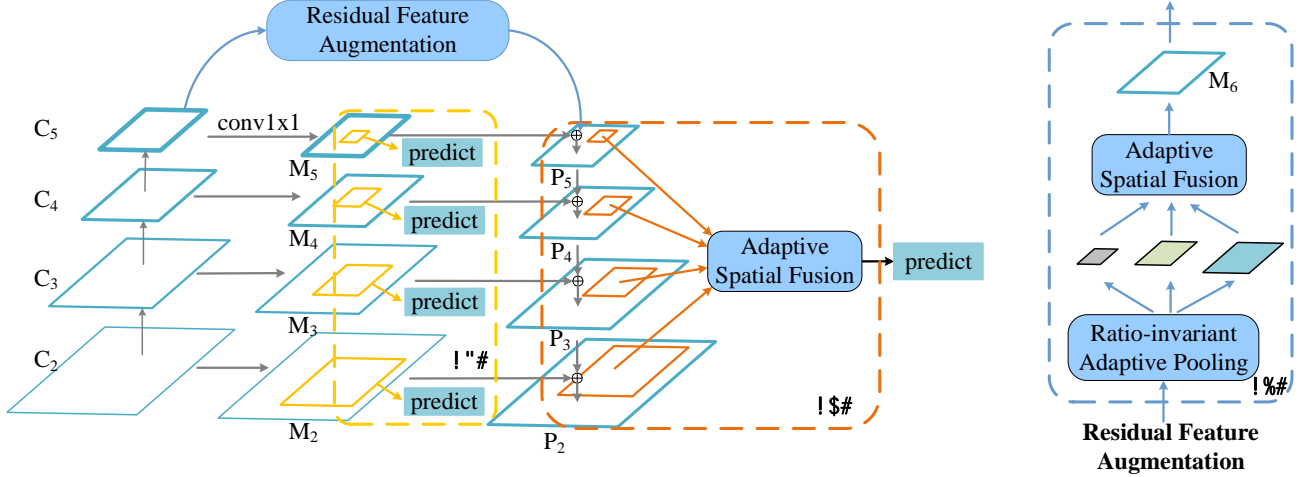 Residual Feature
Augmentation
C5
conv1x1
M5
predict
C4
M4
predict
C3
M3
predict
C2
M2
predict
!"#
P5
P4
P3
P2
Adaptive
Spatial Fusion
predict
!$#
M6
Adaptive
Spatial Fusion
Ratio-invariant
Adaptive Pooling
!%#
Residual Feature
Augmentation